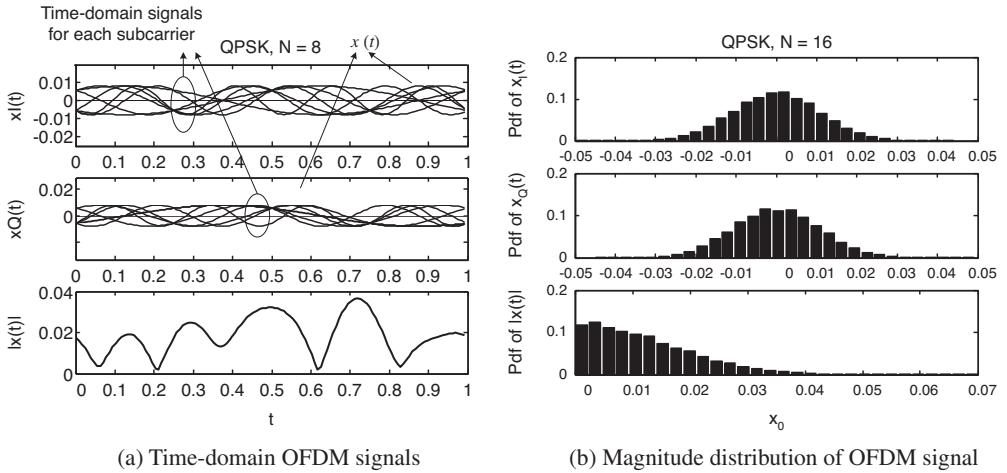 Time-domain signals
for each subcarrier
QPSK, N = 8
x (t)
xI(t)
0.01
0
-0.01
-0.02
0 0.1 0.2 0.3 0.4 0.5 0.6 0.7 0.8 0.9 1
xQ(t)
0.02
0
0 0.1 0.2 0.3 0.4 0.5 0.6 0.7 0.8 0.9 1
|x(t)|
0.04
0.02
0
0 0.1 0.2 0.3 0.4 0.5 0.6 0.7 0.8 0.9 1
t
(a) Time-domain OFDM signals
QPSK, N = 16
Pdf of xI(t)
0.2
0.1
0
-0.05 -0.04 -0.03 -0.02 -0.01 0 0.01 0.02 0.03 0.04 0.05
Pdf of xQ(t)
0.2
0.1
0
-0.05 -0.04 -0.03 -0.02 -0.01 0 0.01 0.02 0.03 0.04 0.05
Pdf of |x(t)|
0.2
0.1
0
0 0.01 0.02 0.03 0.04 0.05 0.06 0.07
x0
(b) Magnitude distribution of OFDM signal